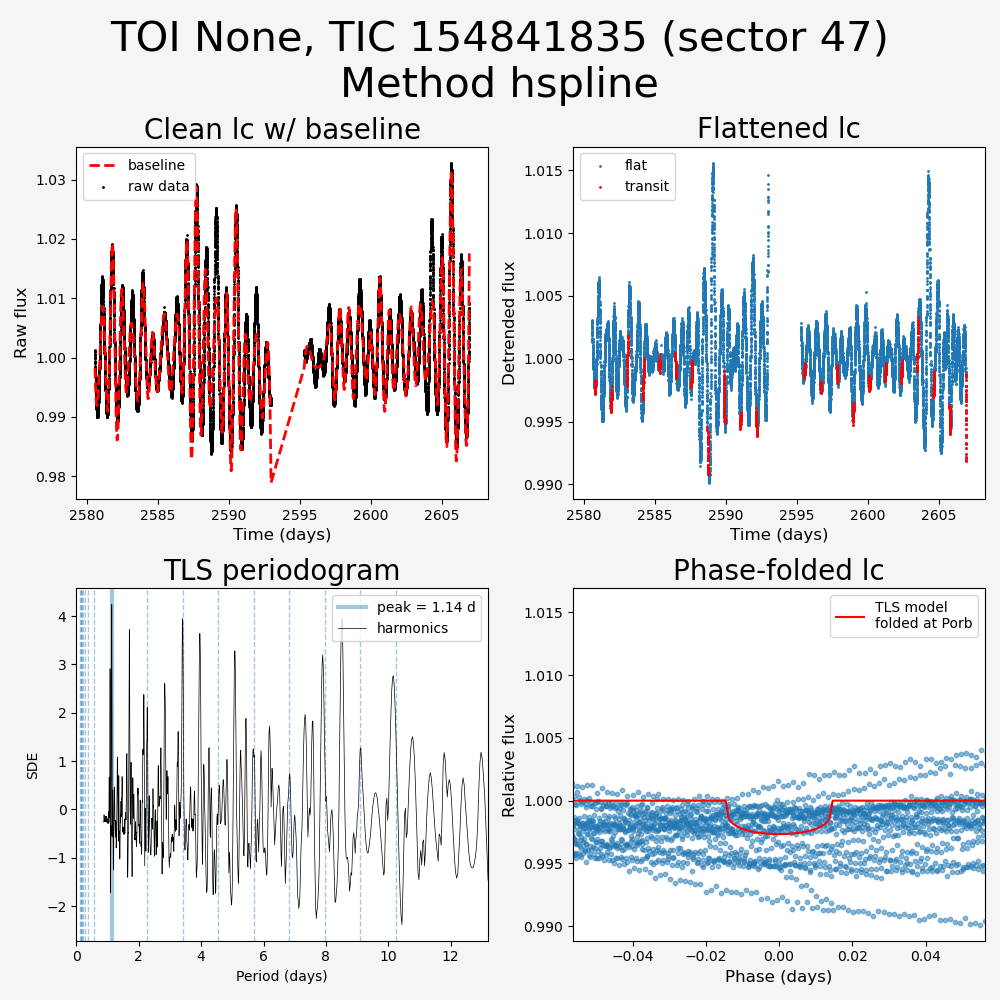 TOI None, TIC 154841835 (sector 47)
Method hspline
Clean lc w/ baseline
baseline
raw data
1.03
1.02
1.01
1.00
0.99
0.98
Raw flux
2580
2585
2590
2595
2600
2605
Time (days)
Flattened lc
flat
transit
1.015
1.010
1.005
1.000
0.995
0.990
Detrended flux
2580
2585
2590
2595
2600
2605
Time (days)
TLS periodogram
peak = 1.14 d
harmonics
4
3
2
1
0
−1
−2
SDE
0
2
4
6
8
10
12
Period (days)
Phase-folded lc
TLS model
folded at Porb
1.015
1.010
1.005
1.000
0.995
0.990
Relative flux
−0.04
−0.02
0.00
0.02
0.04
Phase (days)